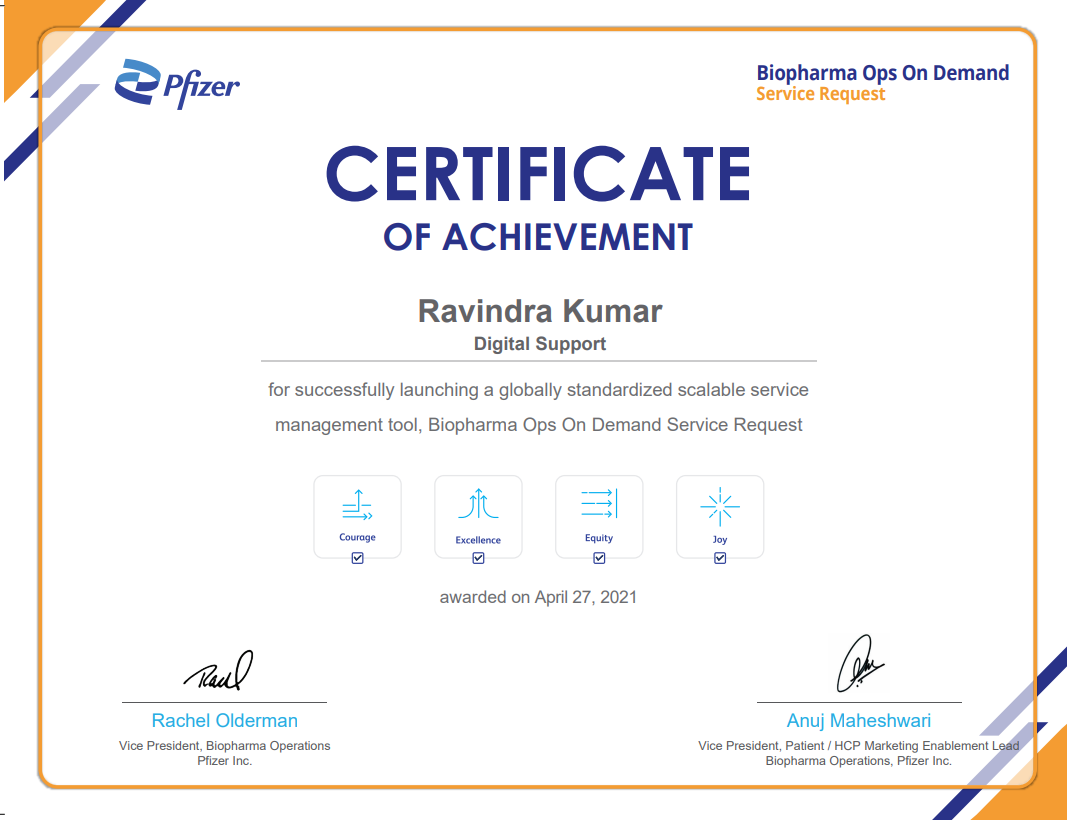 Pfizer
Biopharma Ops On Demand
Service Request
CERTIFICATE
OF ACHIEVEMENT
Ravindra Kumar
Digital Support
for successfully launching a globally standardized scalable service
management tool, Biopharma Ops On Demand Service Request
Courage
Excellence
Equity
Joy
awarded on April 27, 2021
Rachel Olderman
Vice President, Biopharma Operations
Pfizer Inc.
Anuj Maheshwari
Vice President, Patient / HCP Marketing Enablement Lead
Biopharma Operations, Pfizer Inc.